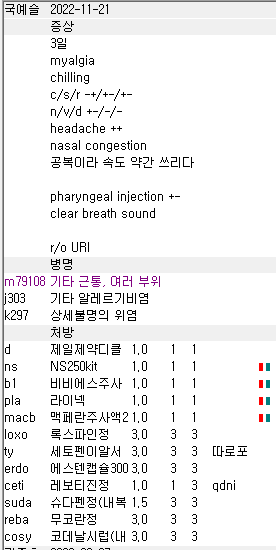 국예슬 2022-11-21
증상
3일
myalgia
chilling
c/s/r -+/+-/+-
n/v/d +-/-/-
headache ++
nasal congestion
공복이라 속도 약간 쓰리다
pharyngeal injection +-
clear breath sound
r/o URI
병명
m79108 기타 근통, 여러 부위
j303 기타 알레르기비염
k297 상세불명의 위염
처방
d 제일제약디클 1.0 1 1
ns NS250kit 1.0 1 1
b1 비비에스주사 1.0 1 1
pla 라이넥 1.0 1 1
macb 맥페란주사액2 1.0 1 1
loxo 록스파인정 3.0 3 3
ty 세토펜이알서 3.0 3 3 따로포
erdo 에스텐캡슐300 3.0 3 3
ceti 레보티진정 1.0 1 3 qdni
suda 슈다펜정(내복 1.5 3 3
reba 무코란정 3.0 3 3
cosy 코데날시럽(내 3.0 3 3